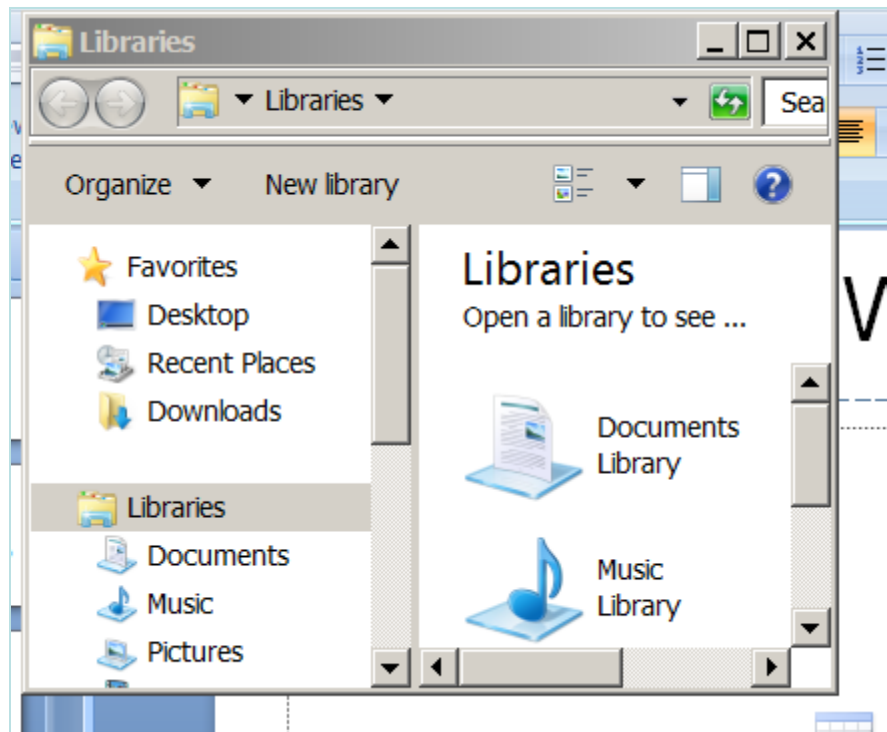 Libraries
Libraries
Sea
Organize
New library
Favorites
Desktop
Recent Places
Downloads
Libraries
Documents
Music
Pictures
Libraries
Open a library to see ...
Documents
Library
Music
Library